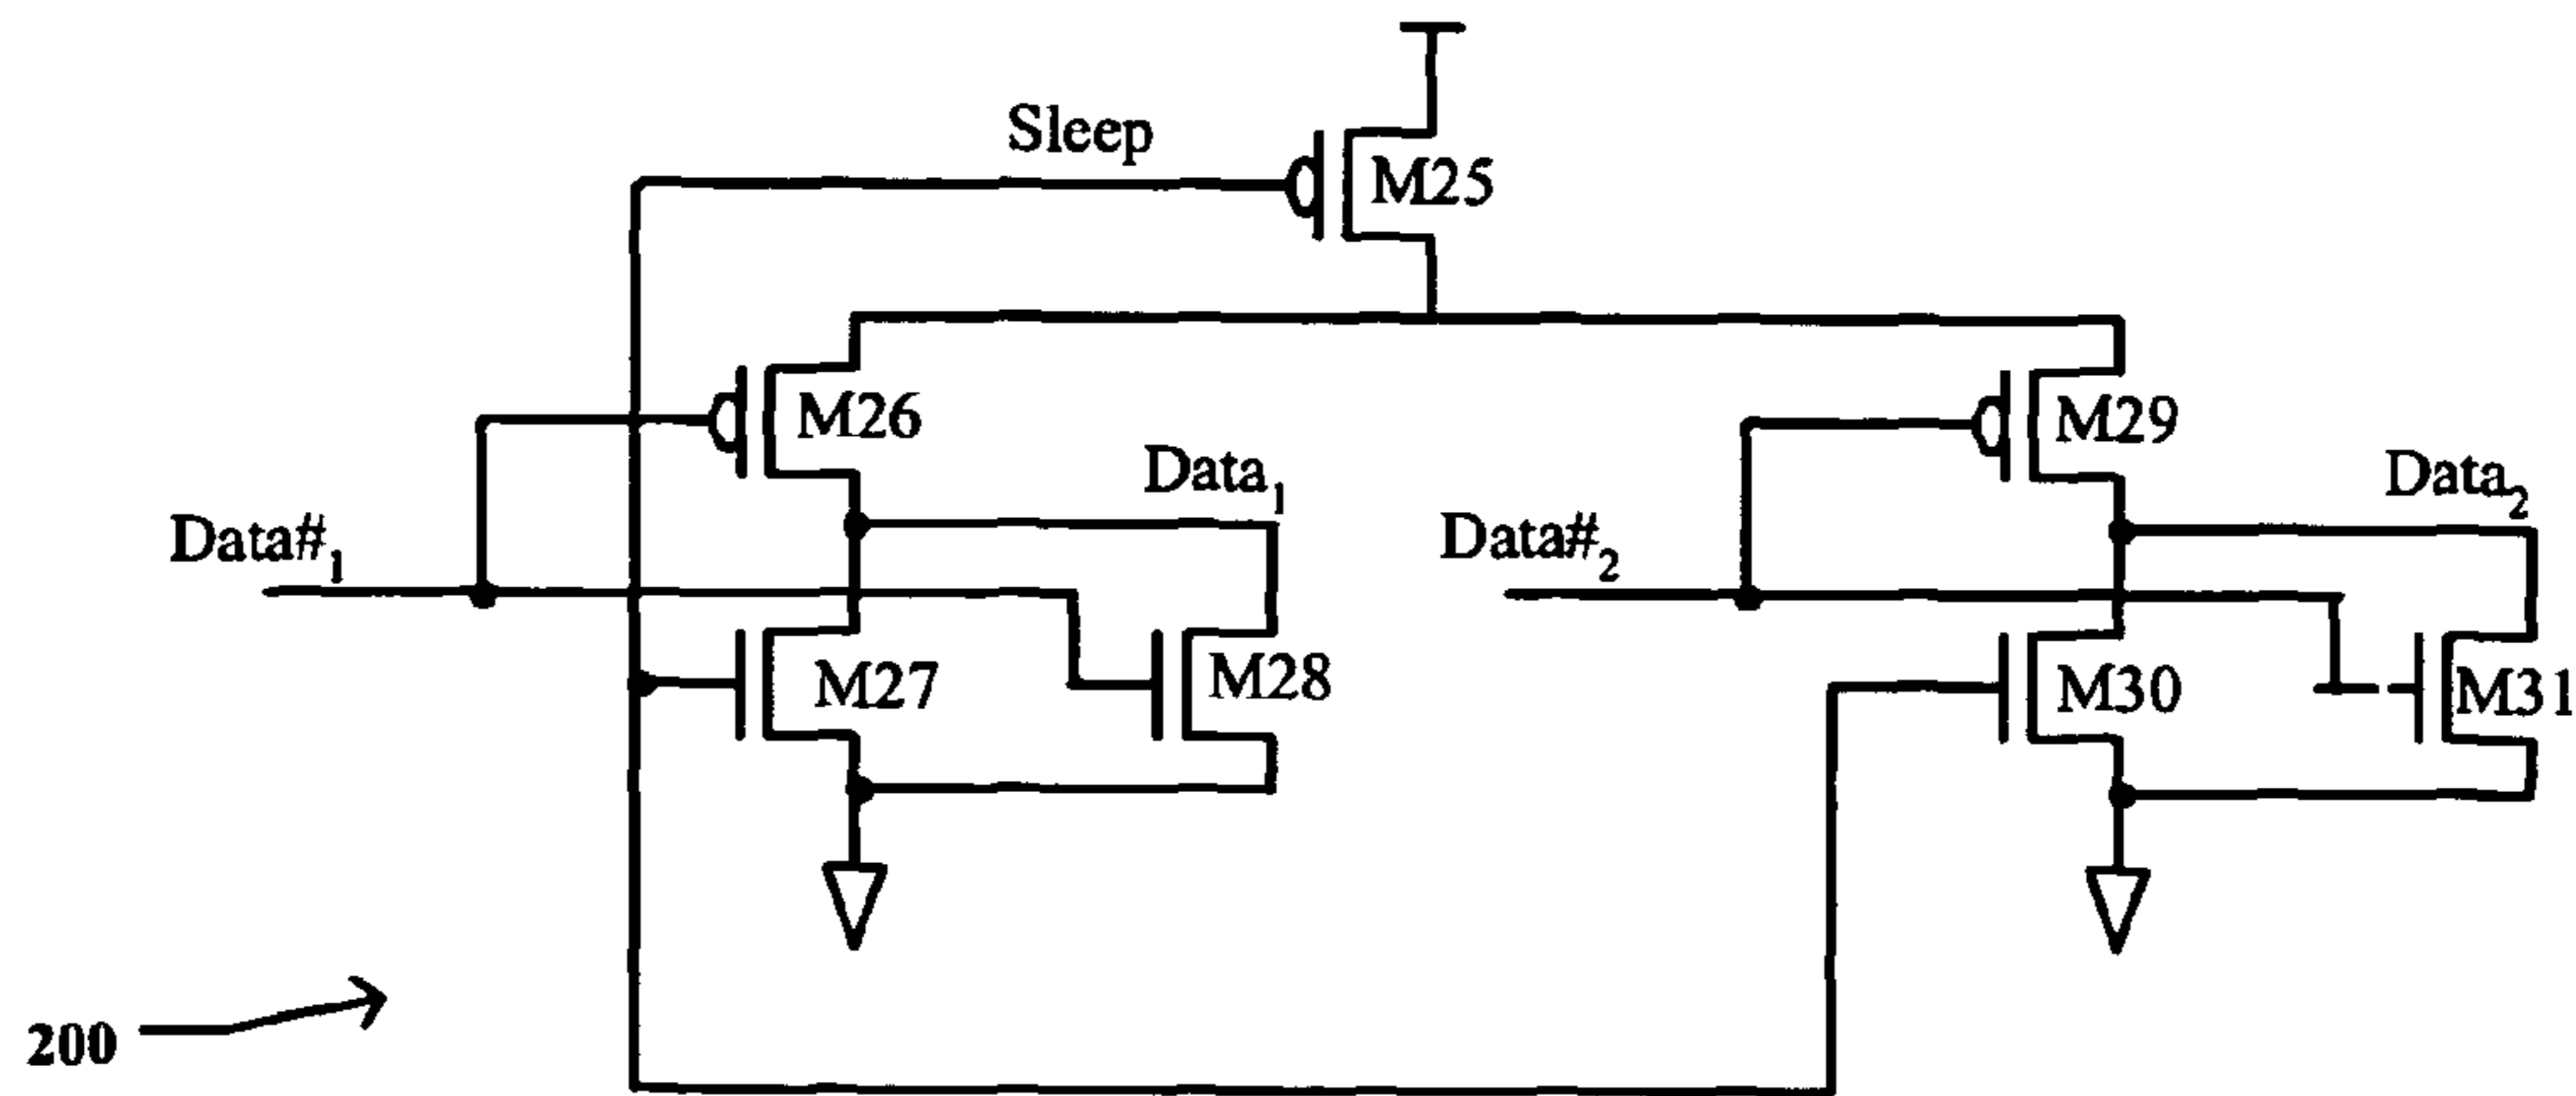 Sleep
M25
M26
M29
Data₁
Data₂
Data#₁
Data#₂
M27
M28
M30
M31
200